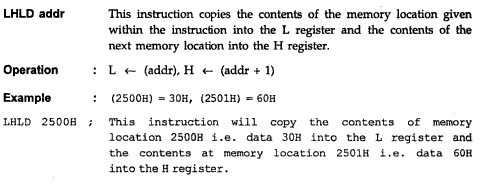 LHLD addr This instruction copies the contents of the memory location given
within the instruction into the L register and the contents of the
next memory location into the H register.
Operation : L ← (addr), H ← (addr + 1)
Example : (2500H) = 30H, (2501H) = 60H
LHLD 2500H ; This instruction will copy the contents of memory
location 2500H i.e. data 30H into the L register and
the contents at memory location 2501H i.e. data 60H
into the H register.